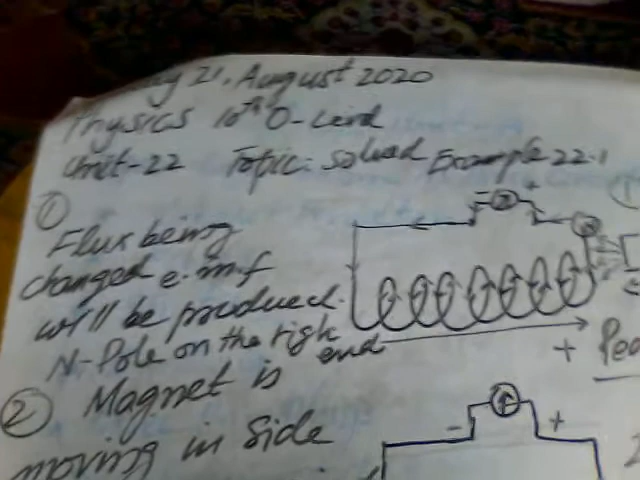 21. August 2020
Physics 10th O-Level
Unit-22 Topic: Solved Example 22.1
①
Flux being
changed e.m.f
will be produced.
N-Pole on the righ
end
+
② Magnet is
moving in side
- +